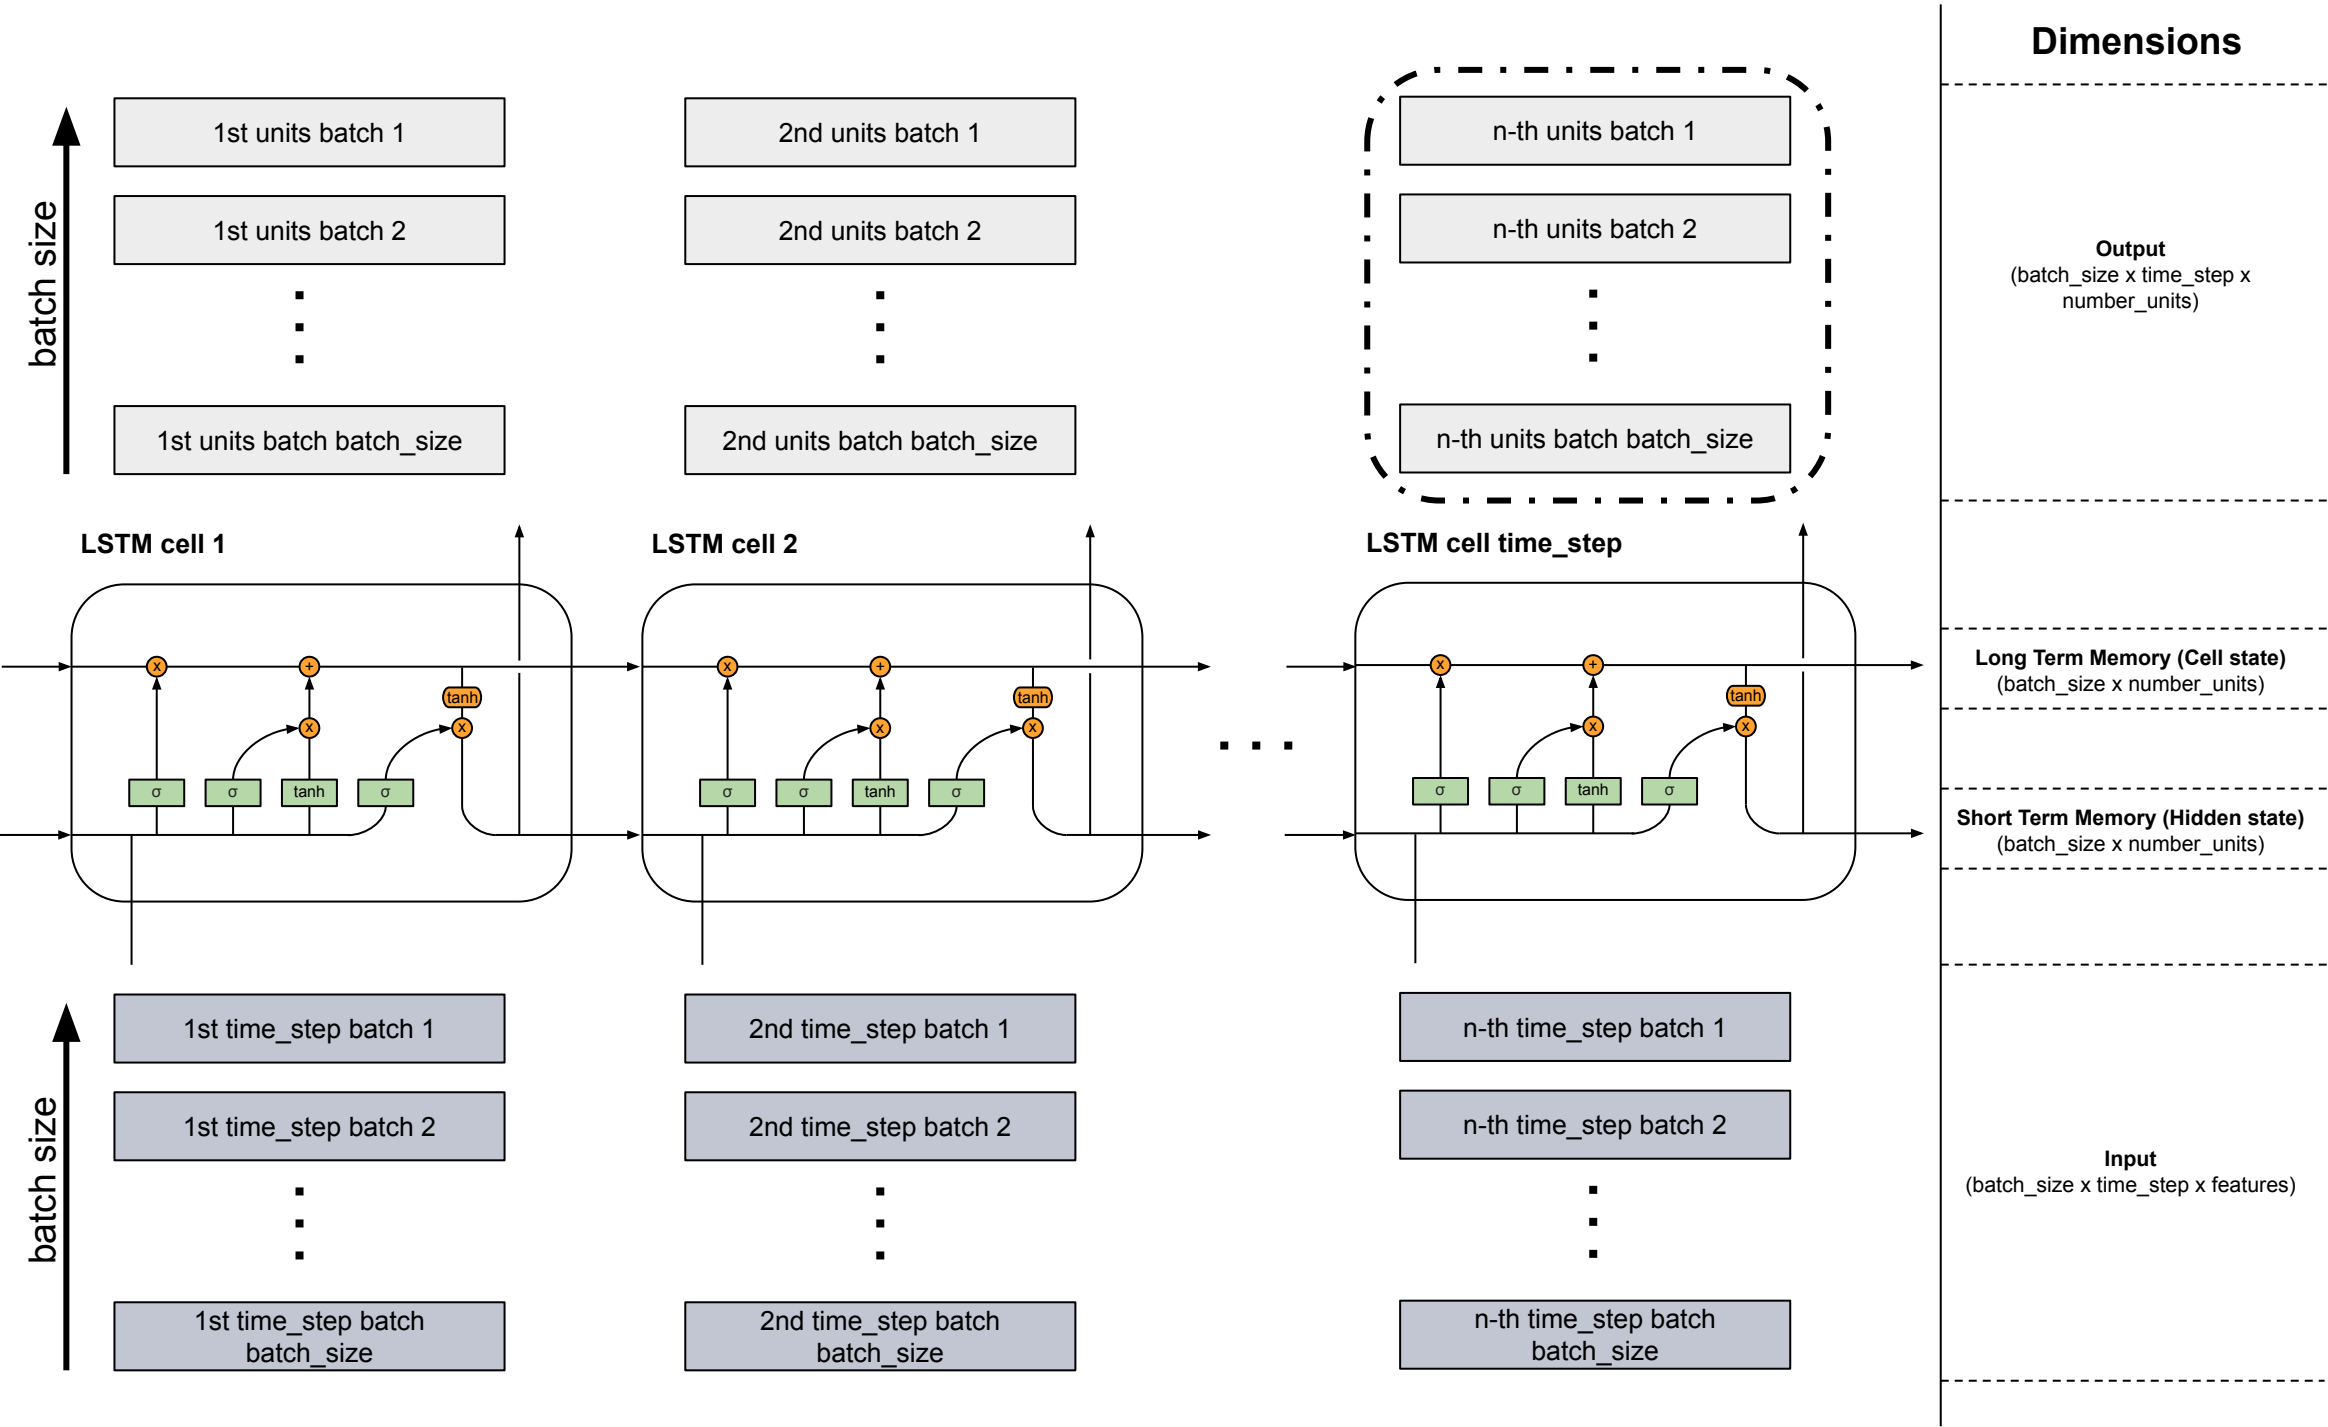 Dimensions
batch size
1st units batch 1
2nd units batch 1
n-th units batch 1
1st units batch 2
2nd units batch 2
n-th units batch 2
Output
(batch_size x time_step x
number_units)
1st units batch batch_size
2nd units batch batch_size
n-th units batch batch_size
LSTM cell 1
LSTM cell 2
LSTM cell time_step
x + x + x +
Long Term Memory (Cell state)
(batch_size x number_units)
tanh tanh tanh
x x x x x x
σ σ tanh σ
σ σ tanh σ
σ σ tanh σ
Short Term Memory (Hidden state)
(batch_size x number_units)
batch size
1st time_step batch 1
2nd time_step batch 1
n-th time_step batch 1
1st time_step batch 2
2nd time_step batch 2
n-th time_step batch 2
Input
(batch_size x time_step x features)
1st time_step batch
batch_size
2nd time_step batch
batch_size
n-th time_step batch
batch_size